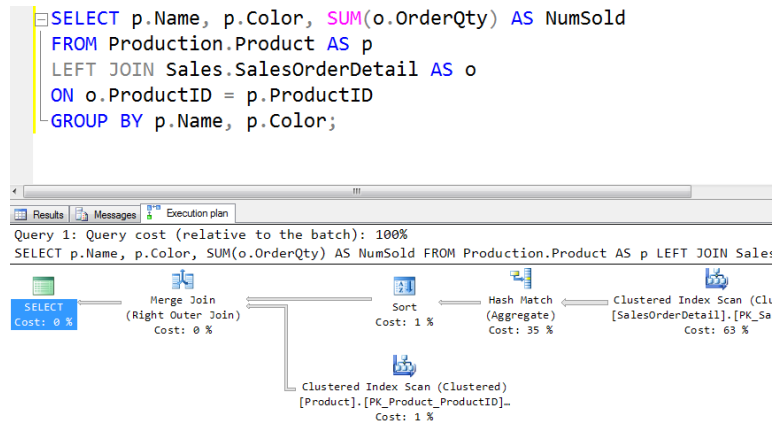 SELECT p.Name, p.Color, SUM(o.OrderQty) AS NumSold
FROM Production.Product AS p
LEFT JOIN Sales.SalesOrderDetail AS o
ON o.ProductID = p.ProductID
GROUP BY p.Name, p.Color;
Results Messages Execution plan
Query 1: Query cost (relative to the batch): 100%
SELECT p.Name, p.Color, SUM(o.OrderQty) AS NumSold FROM Production.Product AS p LEFT JOIN Sales
SELECT
Cost: 0 %
Merge Join
(Right Outer Join)
Cost: 0 %
Sort
Cost: 1 %
Hash Match
(Aggregate)
Cost: 35 %
Clustered Index Scan (Clu
[SalesOrderDetail].[PK_Sa
Cost: 63 %
Clustered Index Scan (Clustered)
[Product].[PK_Product_ProductID]…
Cost: 1 %